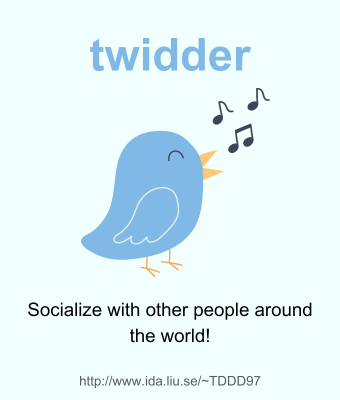 twidder
Socialize with other people around
the world!
http://www.ida.liu.se/~TDDD97